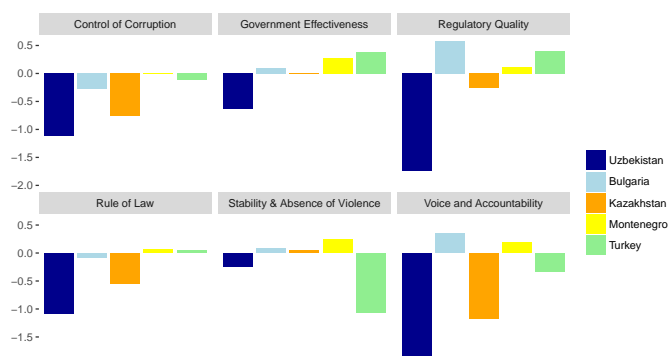 Control of Corruption
Government Effectiveness
Regulatory Quality
0.5
0.0
−0.5
−1.0
−1.5
−2.0
Rule of Law
Stability & Absence of Violence
Voice and Accountability
0.5
0.0
−0.5
−1.0
−1.5
Uzbekistan
Bulgaria
Kazakhstan
Montenegro
Turkey